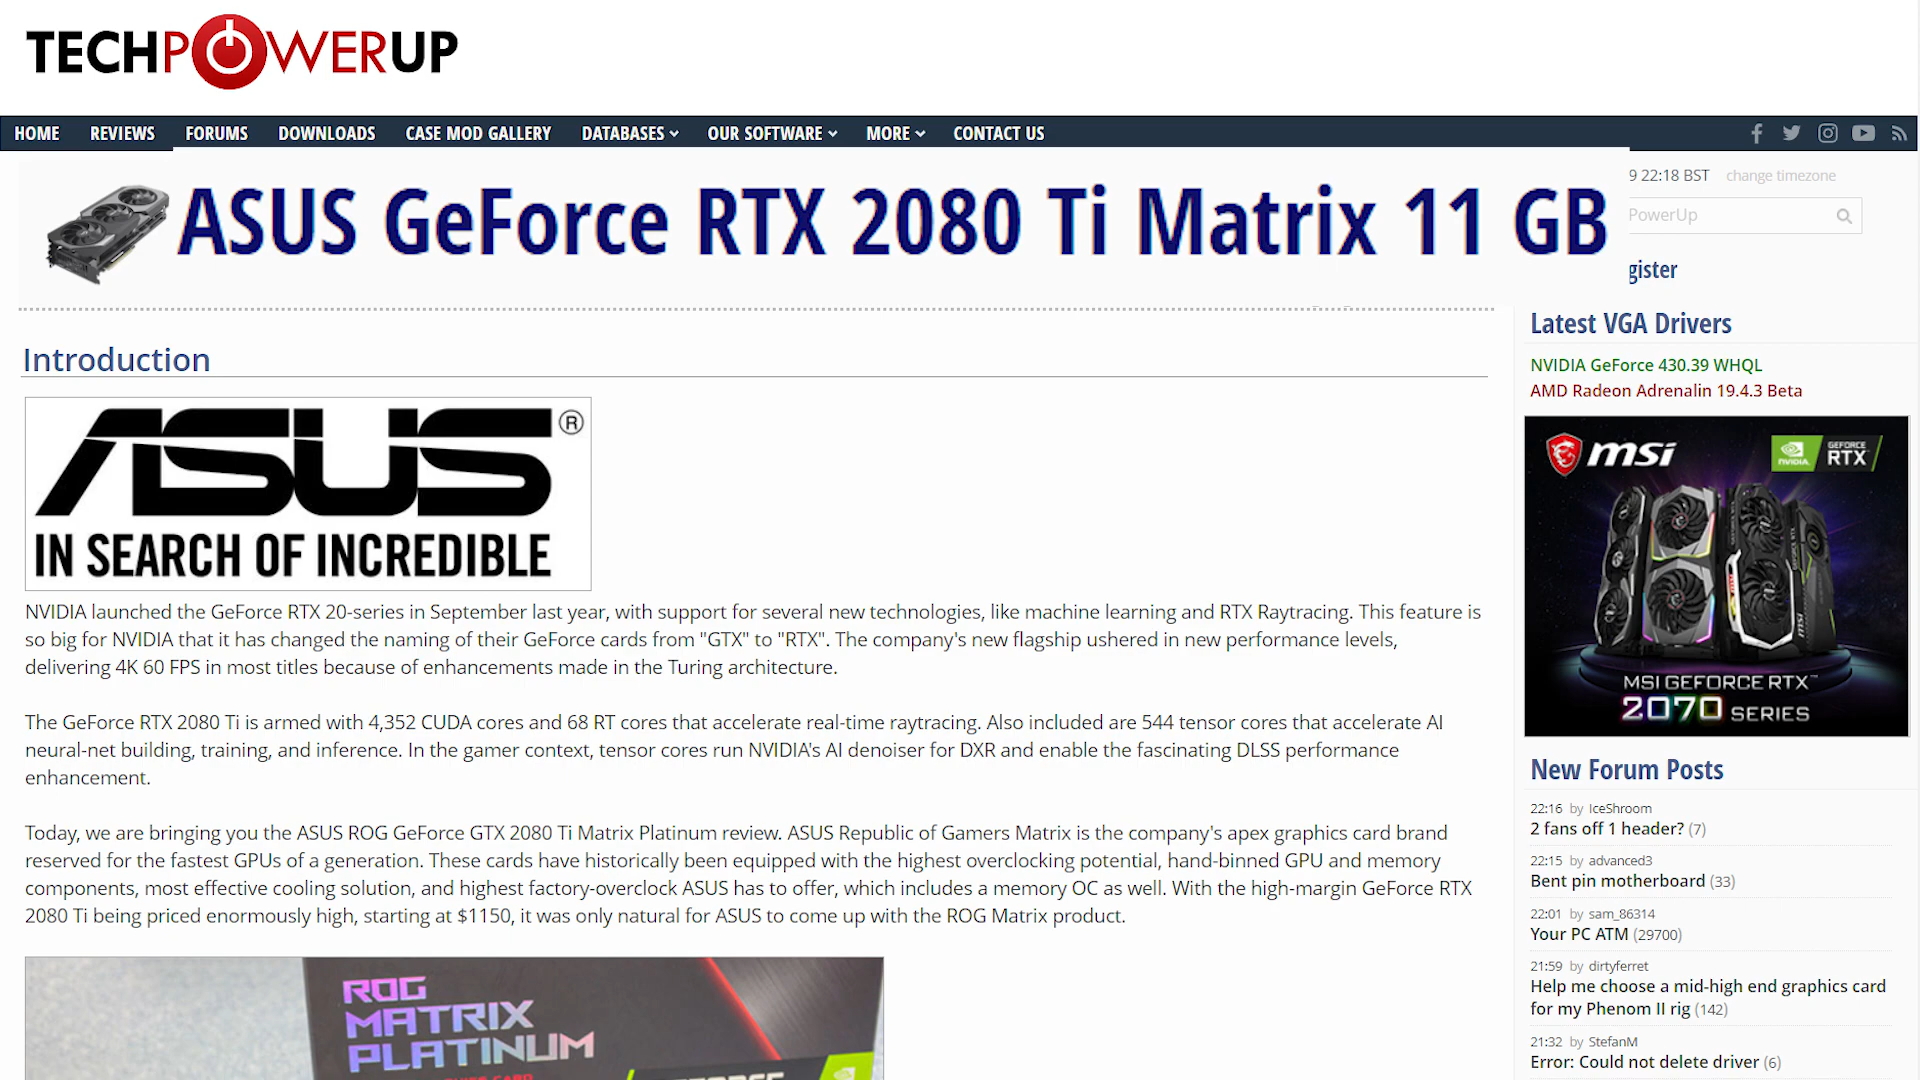 TECHPOWERUP
HOME REVIEWS FORUMS DOWNLOADS CASE MOD GALLERY DATABASES OUR SOFTWARE MORE CONTACT US
ASUS GeForce RTX 2080 Ti Matrix 11 GB
9 22:18 BST change timezone
PowerUp
gister
Introduction
ASUS®
IN SEARCH OF INCREDIBLE
NVIDIA launched the GeForce RTX 20-series in September last year, with support for several new technologies, like machine learning and RTX Raytracing. This feature is
so big for NVIDIA that it has changed the naming of their GeForce cards from "GTX" to "RTX". The company's new flagship ushered in new performance levels,
delivering 4K 60 FPS in most titles because of enhancements made in the Turing architecture.
The GeForce RTX 2080 Ti is armed with 4,352 CUDA cores and 68 RT cores that accelerate real-time raytracing. Also included are 544 tensor cores that accelerate AI
neural-net building, training, and inference. In the gamer context, tensor cores run NVIDIA's AI denoiser for DXR and enable the fascinating DLSS performance
enhancement.
Today, we are bringing you the ASUS ROG GeForce GTX 2080 Ti Matrix Platinum review. ASUS Republic of Gamers Matrix is the company's apex graphics card brand
reserved for the fastest GPUs of a generation. These cards have historically been equipped with the highest overclocking potential, hand-binned GPU and memory
components, most effective cooling solution, and highest factory-overclock ASUS has to offer, which includes a memory OC as well. With the high-margin GeForce RTX
2080 Ti being priced enormously high, starting at $1150, it was only natural for ASUS to come up with the ROG Matrix product.
ROG
MATRIX
PLATINUM
Latest VGA Drivers
NVIDIA GeForce 430.39 WHQL
AMD Radeon Adrenalin 19.4.3 Beta
msi
NVIDIA. GEFORCE
RTX
msi
MSI GEFORCE RTX™
2070 SERIES
New Forum Posts
22:16 by IceShroom
2 fans off 1 header? (7)
22:15 by advanced3
Bent pin motherboard (33)
22:01 by sam_86314
Your PC ATM (29700)
21:59 by dirtyferret
Help me choose a mid-high end graphics card
for my Phenom II rig (142)
21:32 by StefanM
Error: Could not delete driver (6)